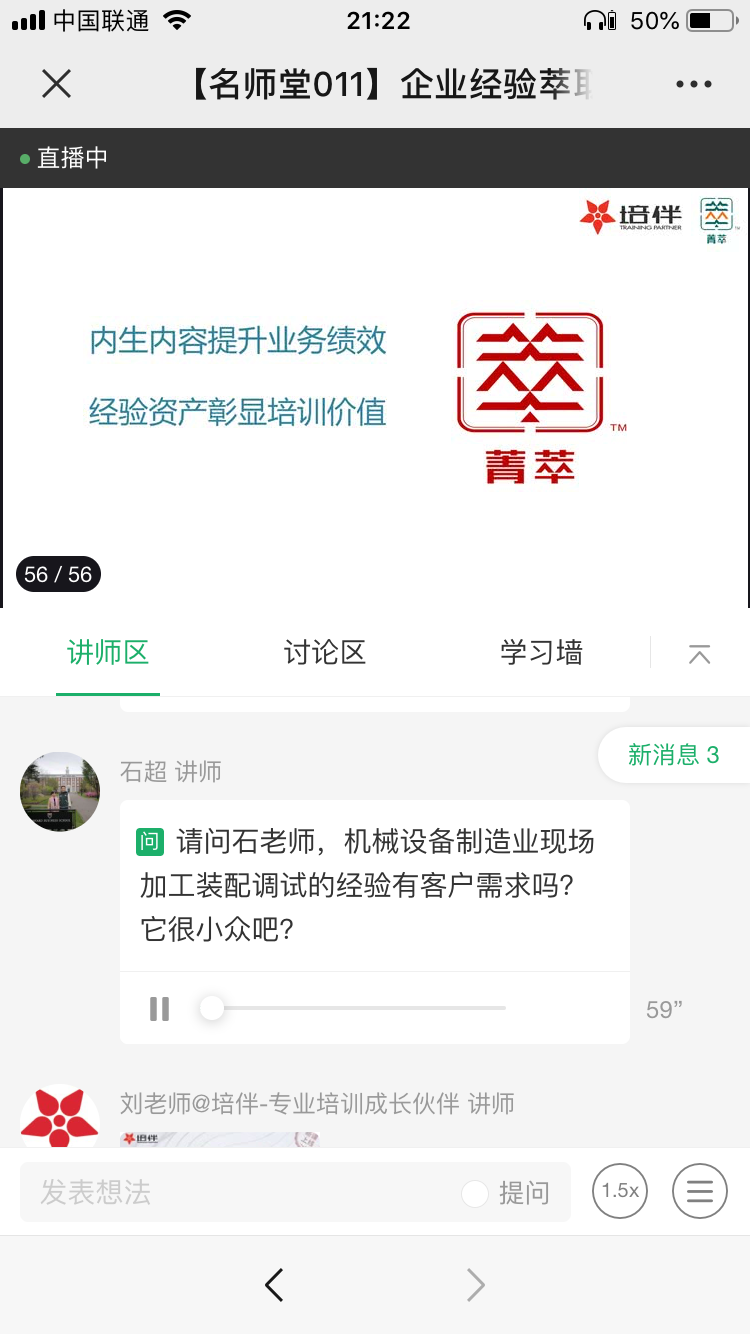 中国联通
21:22
50%
【名师堂011】企业经验萃取
直播中
培伴
TRAINING PARTNER
萃
菁萃
TM
内生内容提升业务绩效
经验资产彰显培训价值
萃
TM
菁萃
56 / 56
讲师区
讨论区
学习墙
新消息 3
石超 讲师
问 请问石老师，机械设备制造业现场
加工装配调试的经验有客户需求吗?
它很小众吧?
59”
刘老师@培伴-专业培训成长伙伴 讲师
培伴
发表想法
提问
1.5x